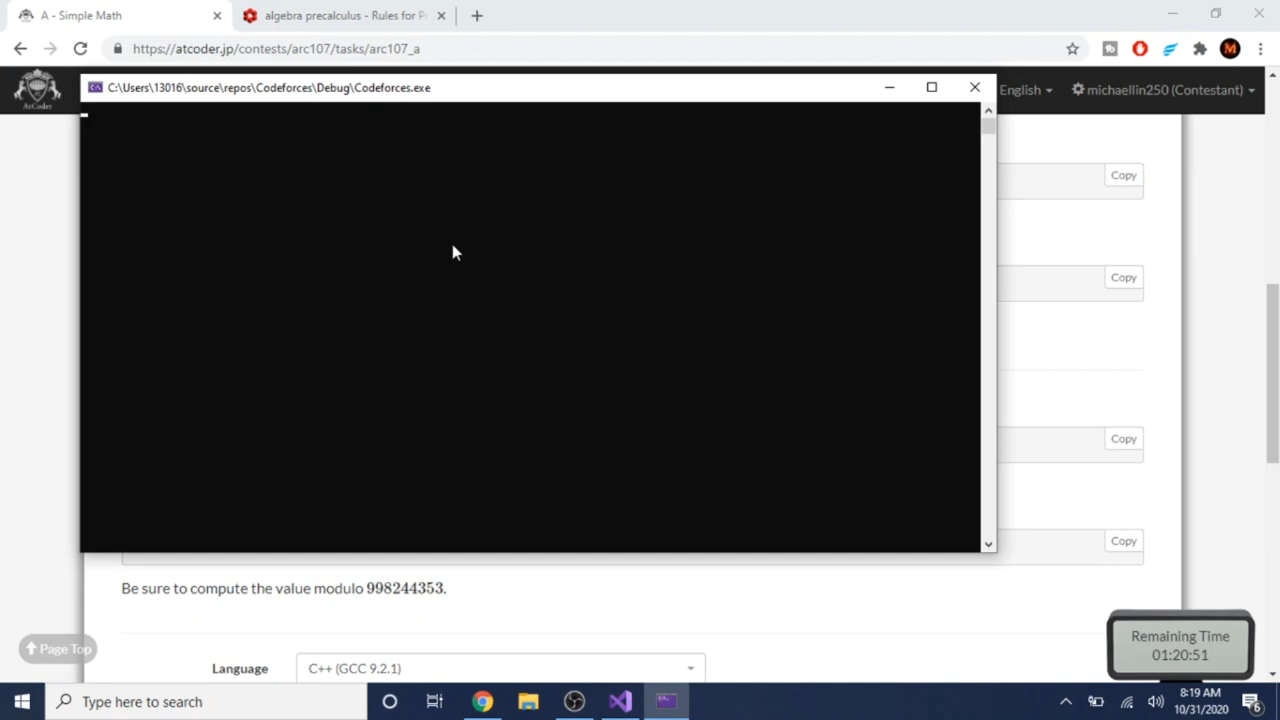 A - Simple Math
algebra precalculus - Rules for Pr
https://atcoder.jp/contests/arc107/tasks/arc107_a
M
AtCoder
C:\Users\13016\source\repos\Codeforces\Debug\Codeforces.exe
English
michaellin250 (Contestant)
Copy
Copy
Copy
Copy
Be sure to compute the value modulo 998244353.
Page Top
Remaining Time
01:20:51
Language
C++ (GCC 9.2.1)
Type here to search
8:19 AM
10/31/2020
6